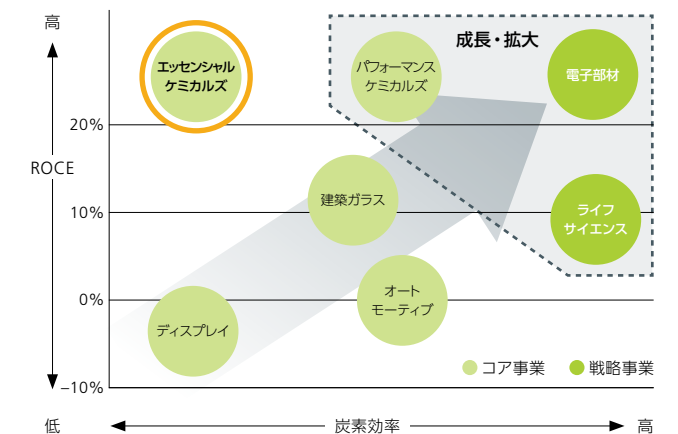 高
成長・拡大
エッセンシャル
ケミカルズ
パフォーマンス
ケミカルズ
電子部材
20%
ROCE
建築ガラス
10%
ライフ
サイエンス
0%
オート
モーティブ
ディスプレイ
コア事業
戦略事業
–10%
低
炭素効率
高